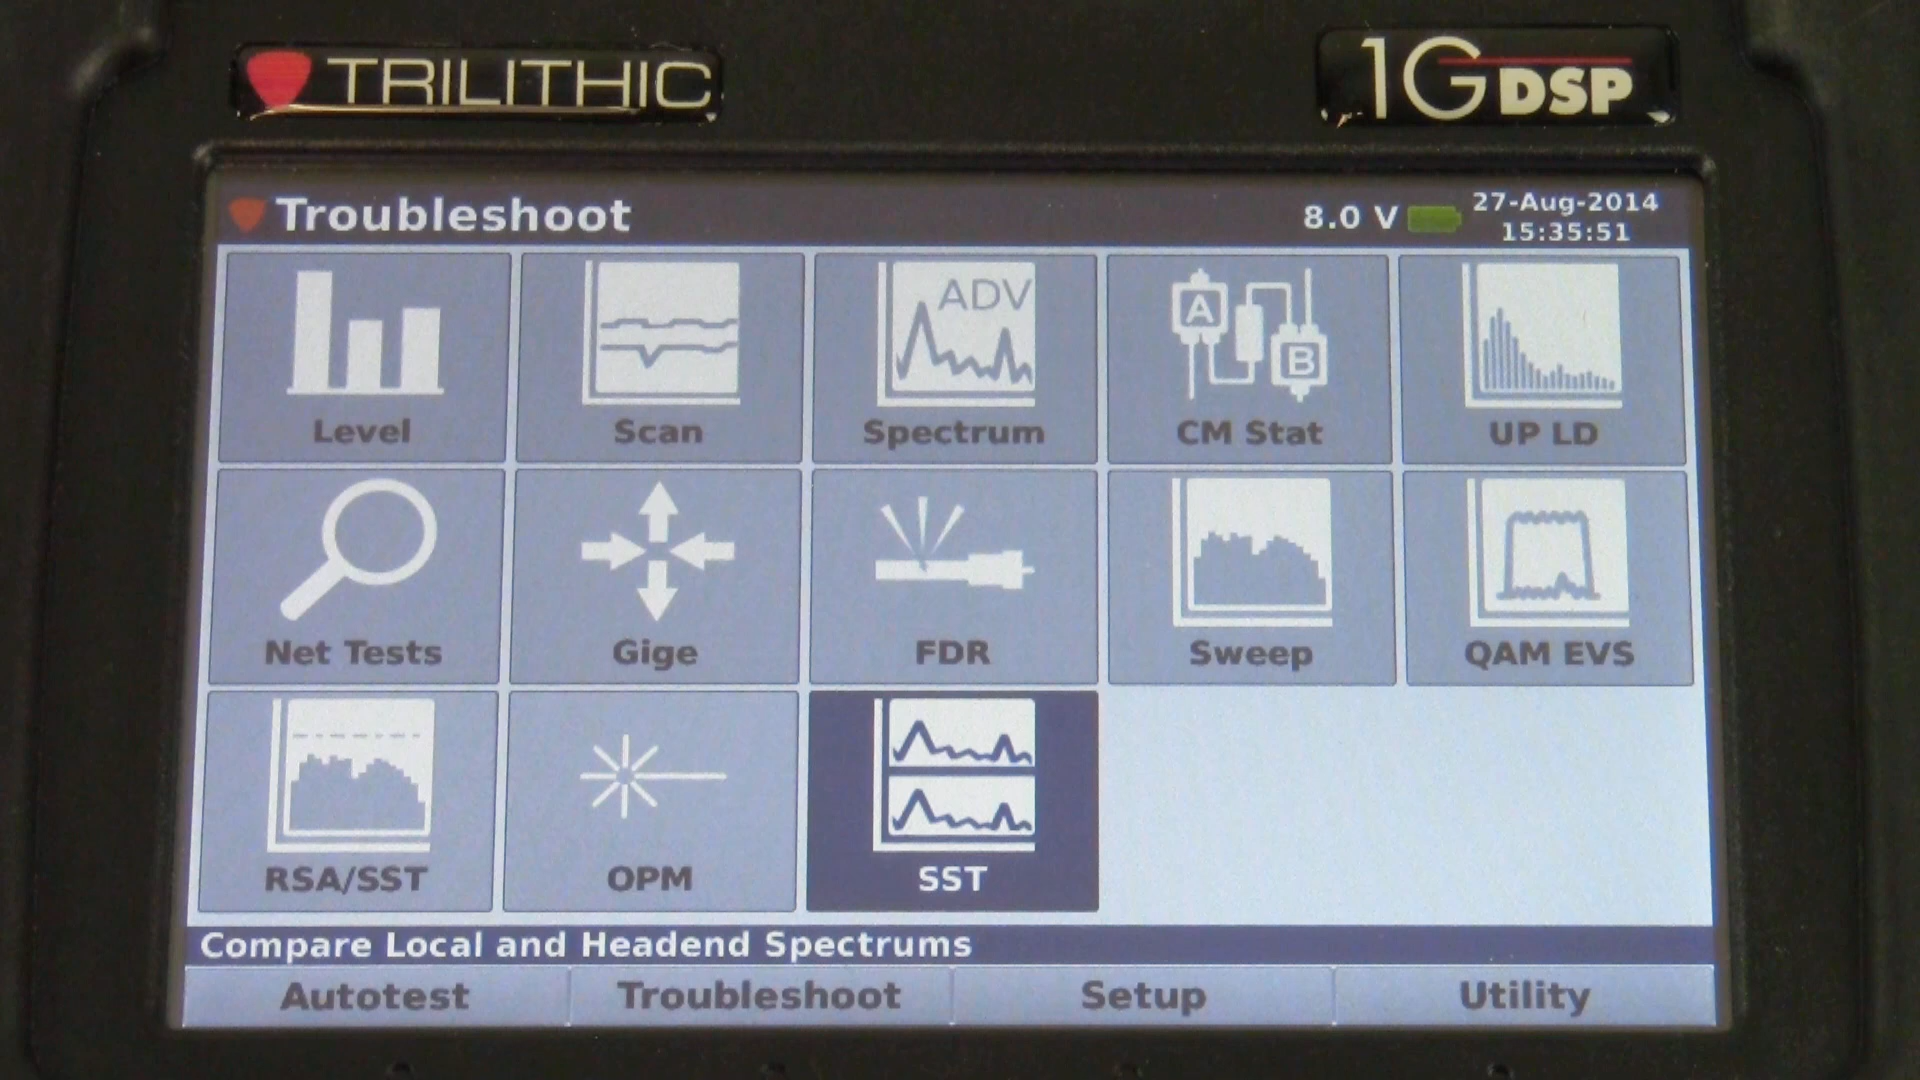 TRILITHIC
1G DSP
Troubleshoot
8.0 V
27-Aug-2014
15:35:51
ADV
A
B
Level
Scan
Spectrum
CM Stat
UP LD
Net Tests
Gige
FDR
Sweep
QAM EVS
RSA/SST
OPM
SST
Compare Local and Headend Spectrums
Autotest
Troubleshoot
Setup
Utility